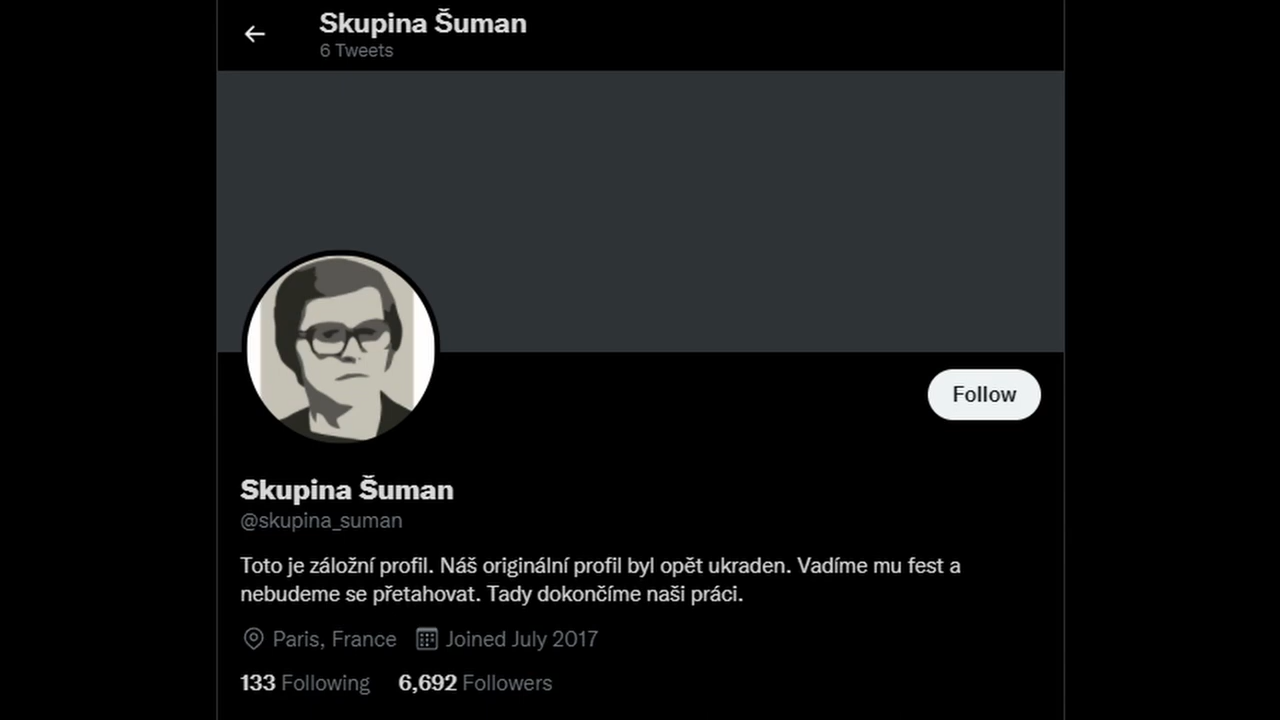 Skupina Šuman
6 Tweets
Follow
Skupina Šuman
@skupina_suman
Toto je záložní profil. Náš originální profil byl opět ukraden. Vadíme mu fest a
nebudeme se přetahovat. Tady dokončíme naši práci.
Paris, France Joined July 2017
133 Following 6,692 Followers